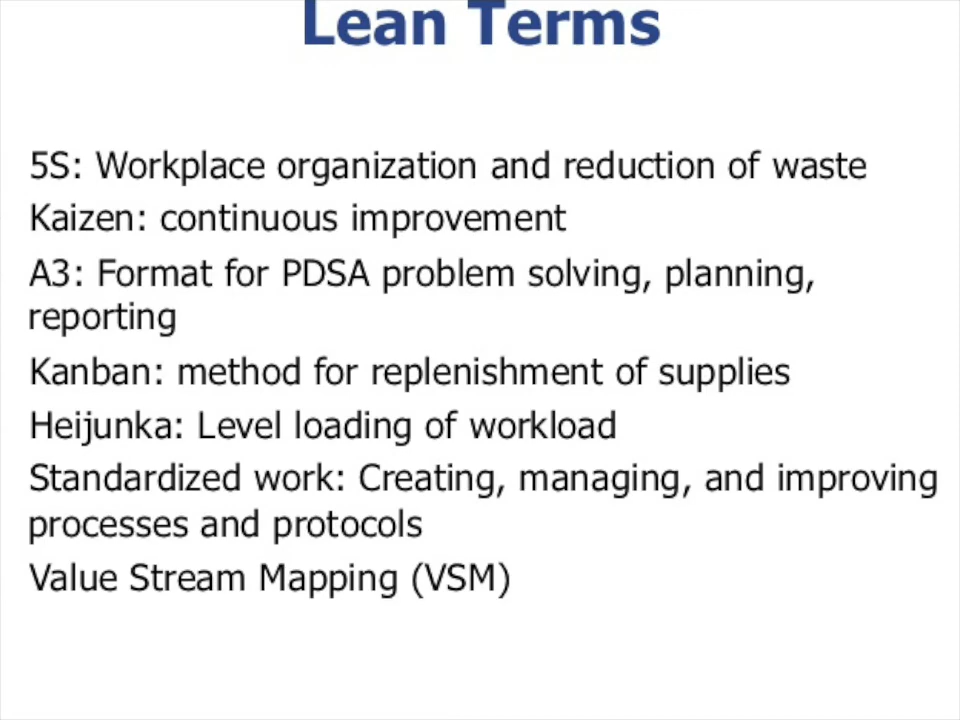 Lean Terms
5S: Workplace organization and reduction of waste
Kaizen: continuous improvement
A3: Format for PDSA problem solving, planning,
reporting
Kanban: method for replenishment of supplies
Heijunka: Level loading of workload
Standardized work: Creating, managing, and improving
processes and protocols
Value Stream Mapping (VSM)